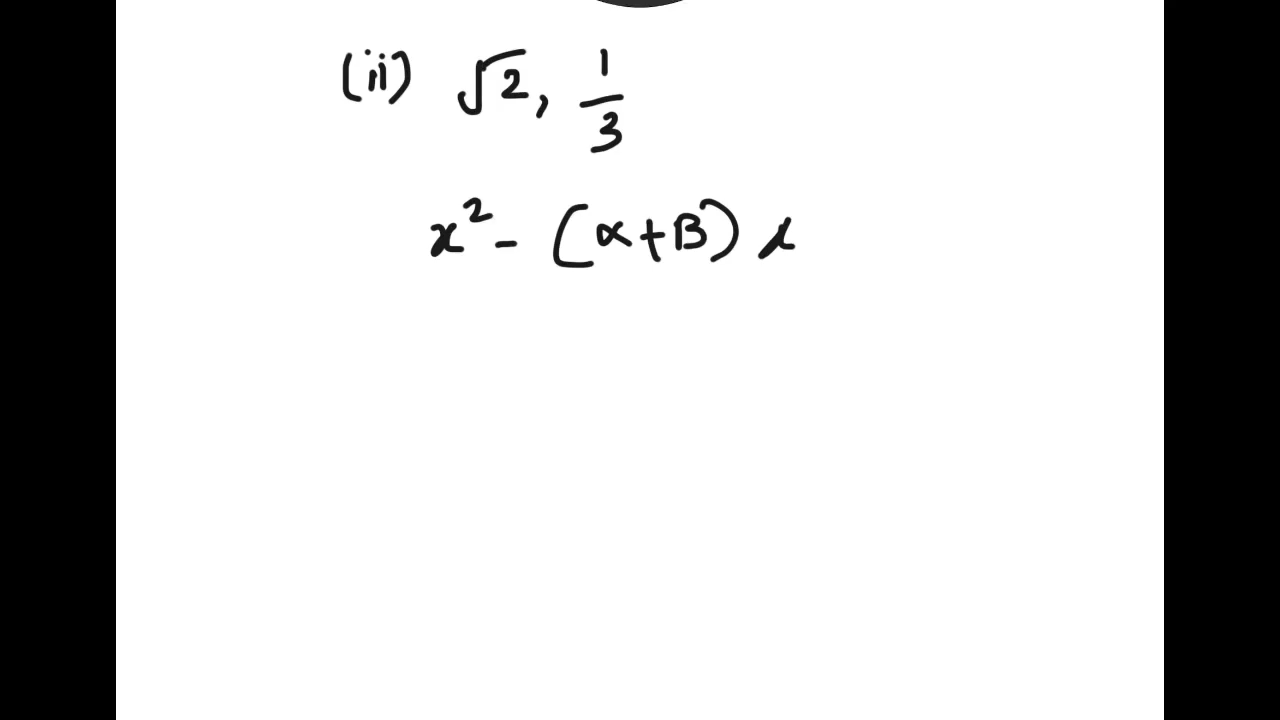 (ii) √2, 1/3
x² - (α+β) x